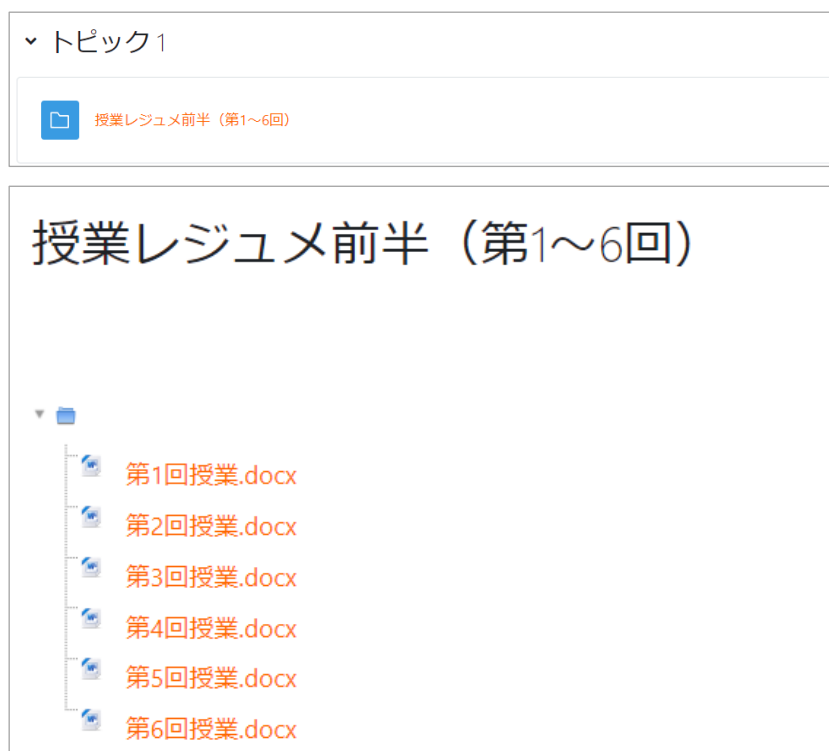 トピック 1
授業レジュメ前半（第1～6回）
授業レジュメ前半（第1～6回）
第1回授業.docx
第2回授業.docx
第3回授業.docx
第4回授業.docx
第5回授業.docx
第6回授業.docx